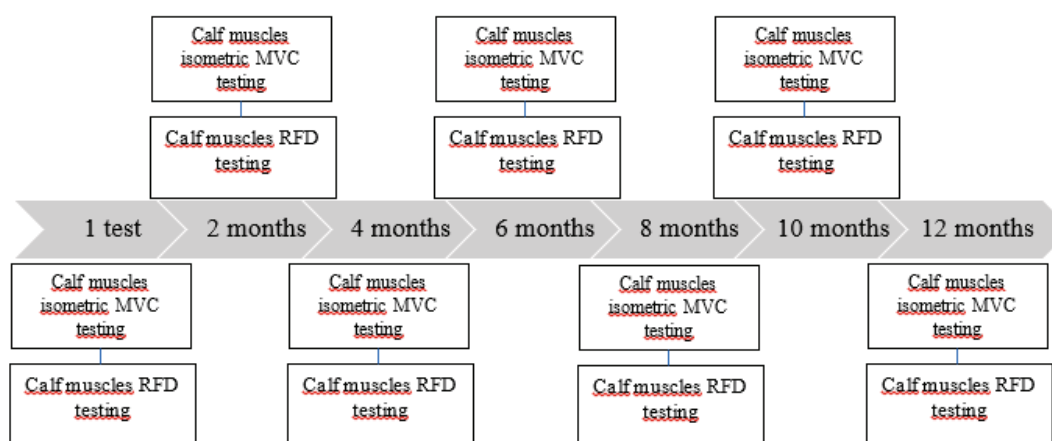 Calf muscles
isometric MVC
testing
Calf muscles RFD
testing
Calf muscles
isometric MVC
testing
Calf muscles RFD
testing
Calf muscles
isometric MVC
testing
Calf muscles RFD
testing
1 test
2 months
4 months
6 months
8 months
10 months
12 months
Calf muscles
isometric MVC
testing
Calf muscles RFD
testing
Calf muscles
isometric MVC
testing
Calf muscles RFD
testing
Calf muscles
isometric MVC
testing
Calf muscles RFD
testing
Calf muscles
isometric MVC
testing
Calf muscles RFD
testing